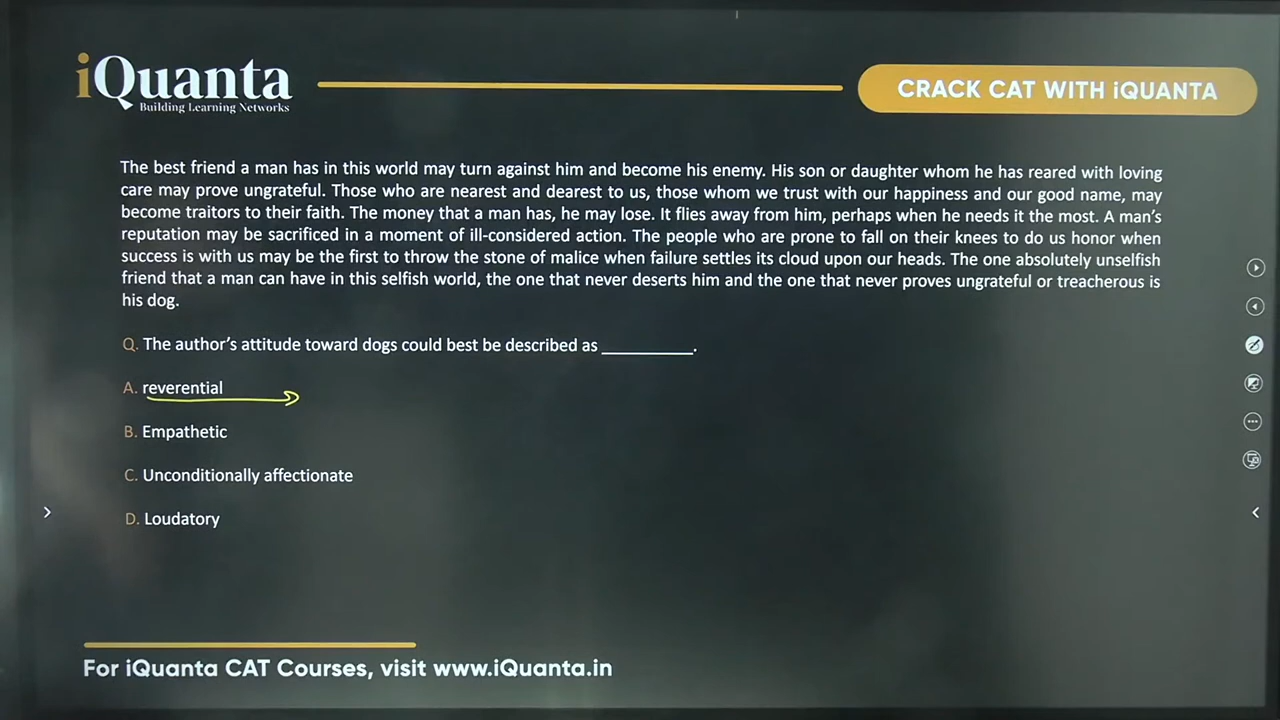 iQuanta
Building Learning Networks
CRACK CAT WITH iQUANTA
The best friend a man has in this world may turn against him and become his enemy. His son or daughter whom he has reared with loving
care may prove ungrateful. Those who are nearest and dearest to us, those whom we trust with our happiness and our good name, may
become traitors to their faith. The money that a man has, he may lose. It flies away from him, perhaps when he needs it the most. A man's
reputation may be sacrificed in a moment of ill-considered action. The people who are prone to fall on their knees to do us honor when
success is with us may be the first to throw the stone of malice when failure settles its cloud upon our heads. The one absolutely unselfish
friend that a man can have in this selfish world, the one that never deserts him and the one that never proves ungrateful or treacherous is
his dog.
Q. The author's attitude toward dogs could best be described as __________.
A. reverential
B. Empathetic
C. Unconditionally affectionate
D. Loudatory
For iQuanta CAT Courses, visit www.iQuanta.in